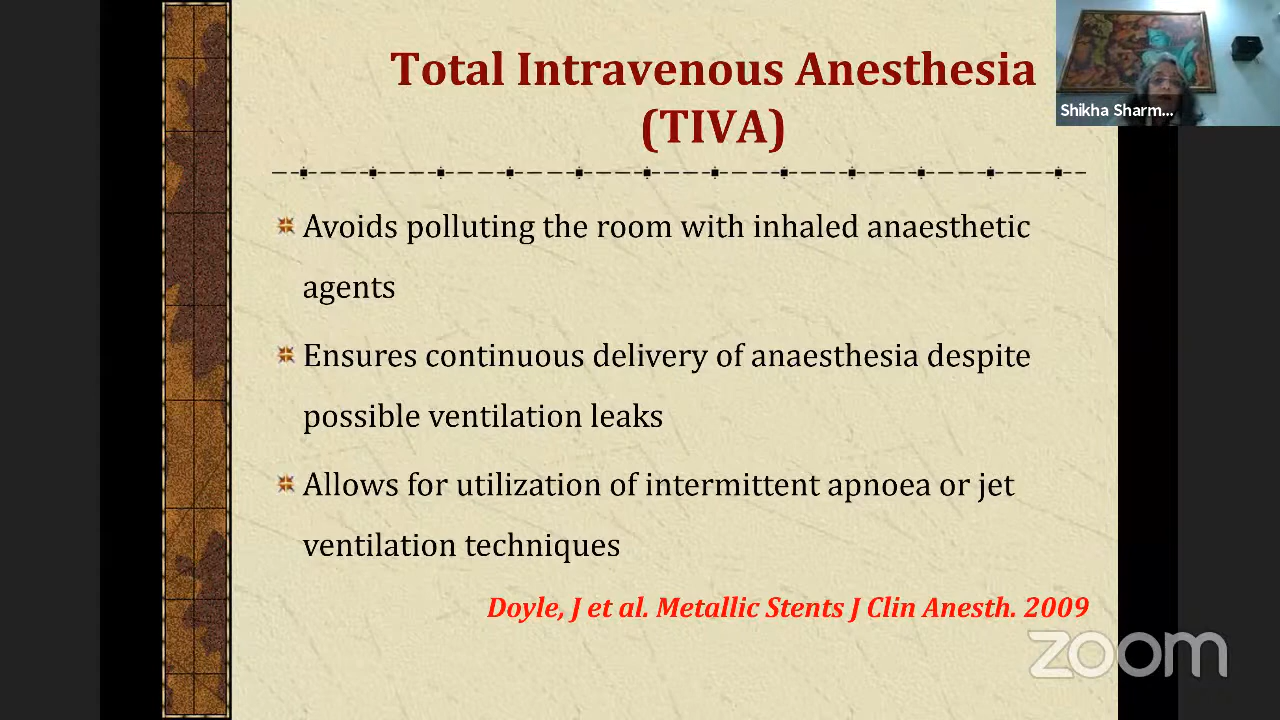 Total Intravenous Anesthesia
(TIVA)
Shikha Sharm...
Avoids polluting the room with inhaled anaesthetic
agents
Ensures continuous delivery of anaesthesia despite
possible ventilation leaks
Allows for utilization of intermittent apnoea or jet
ventilation techniques
Doyle, J et al. Metallic Stents J Clin Anesth. 2009
zoom